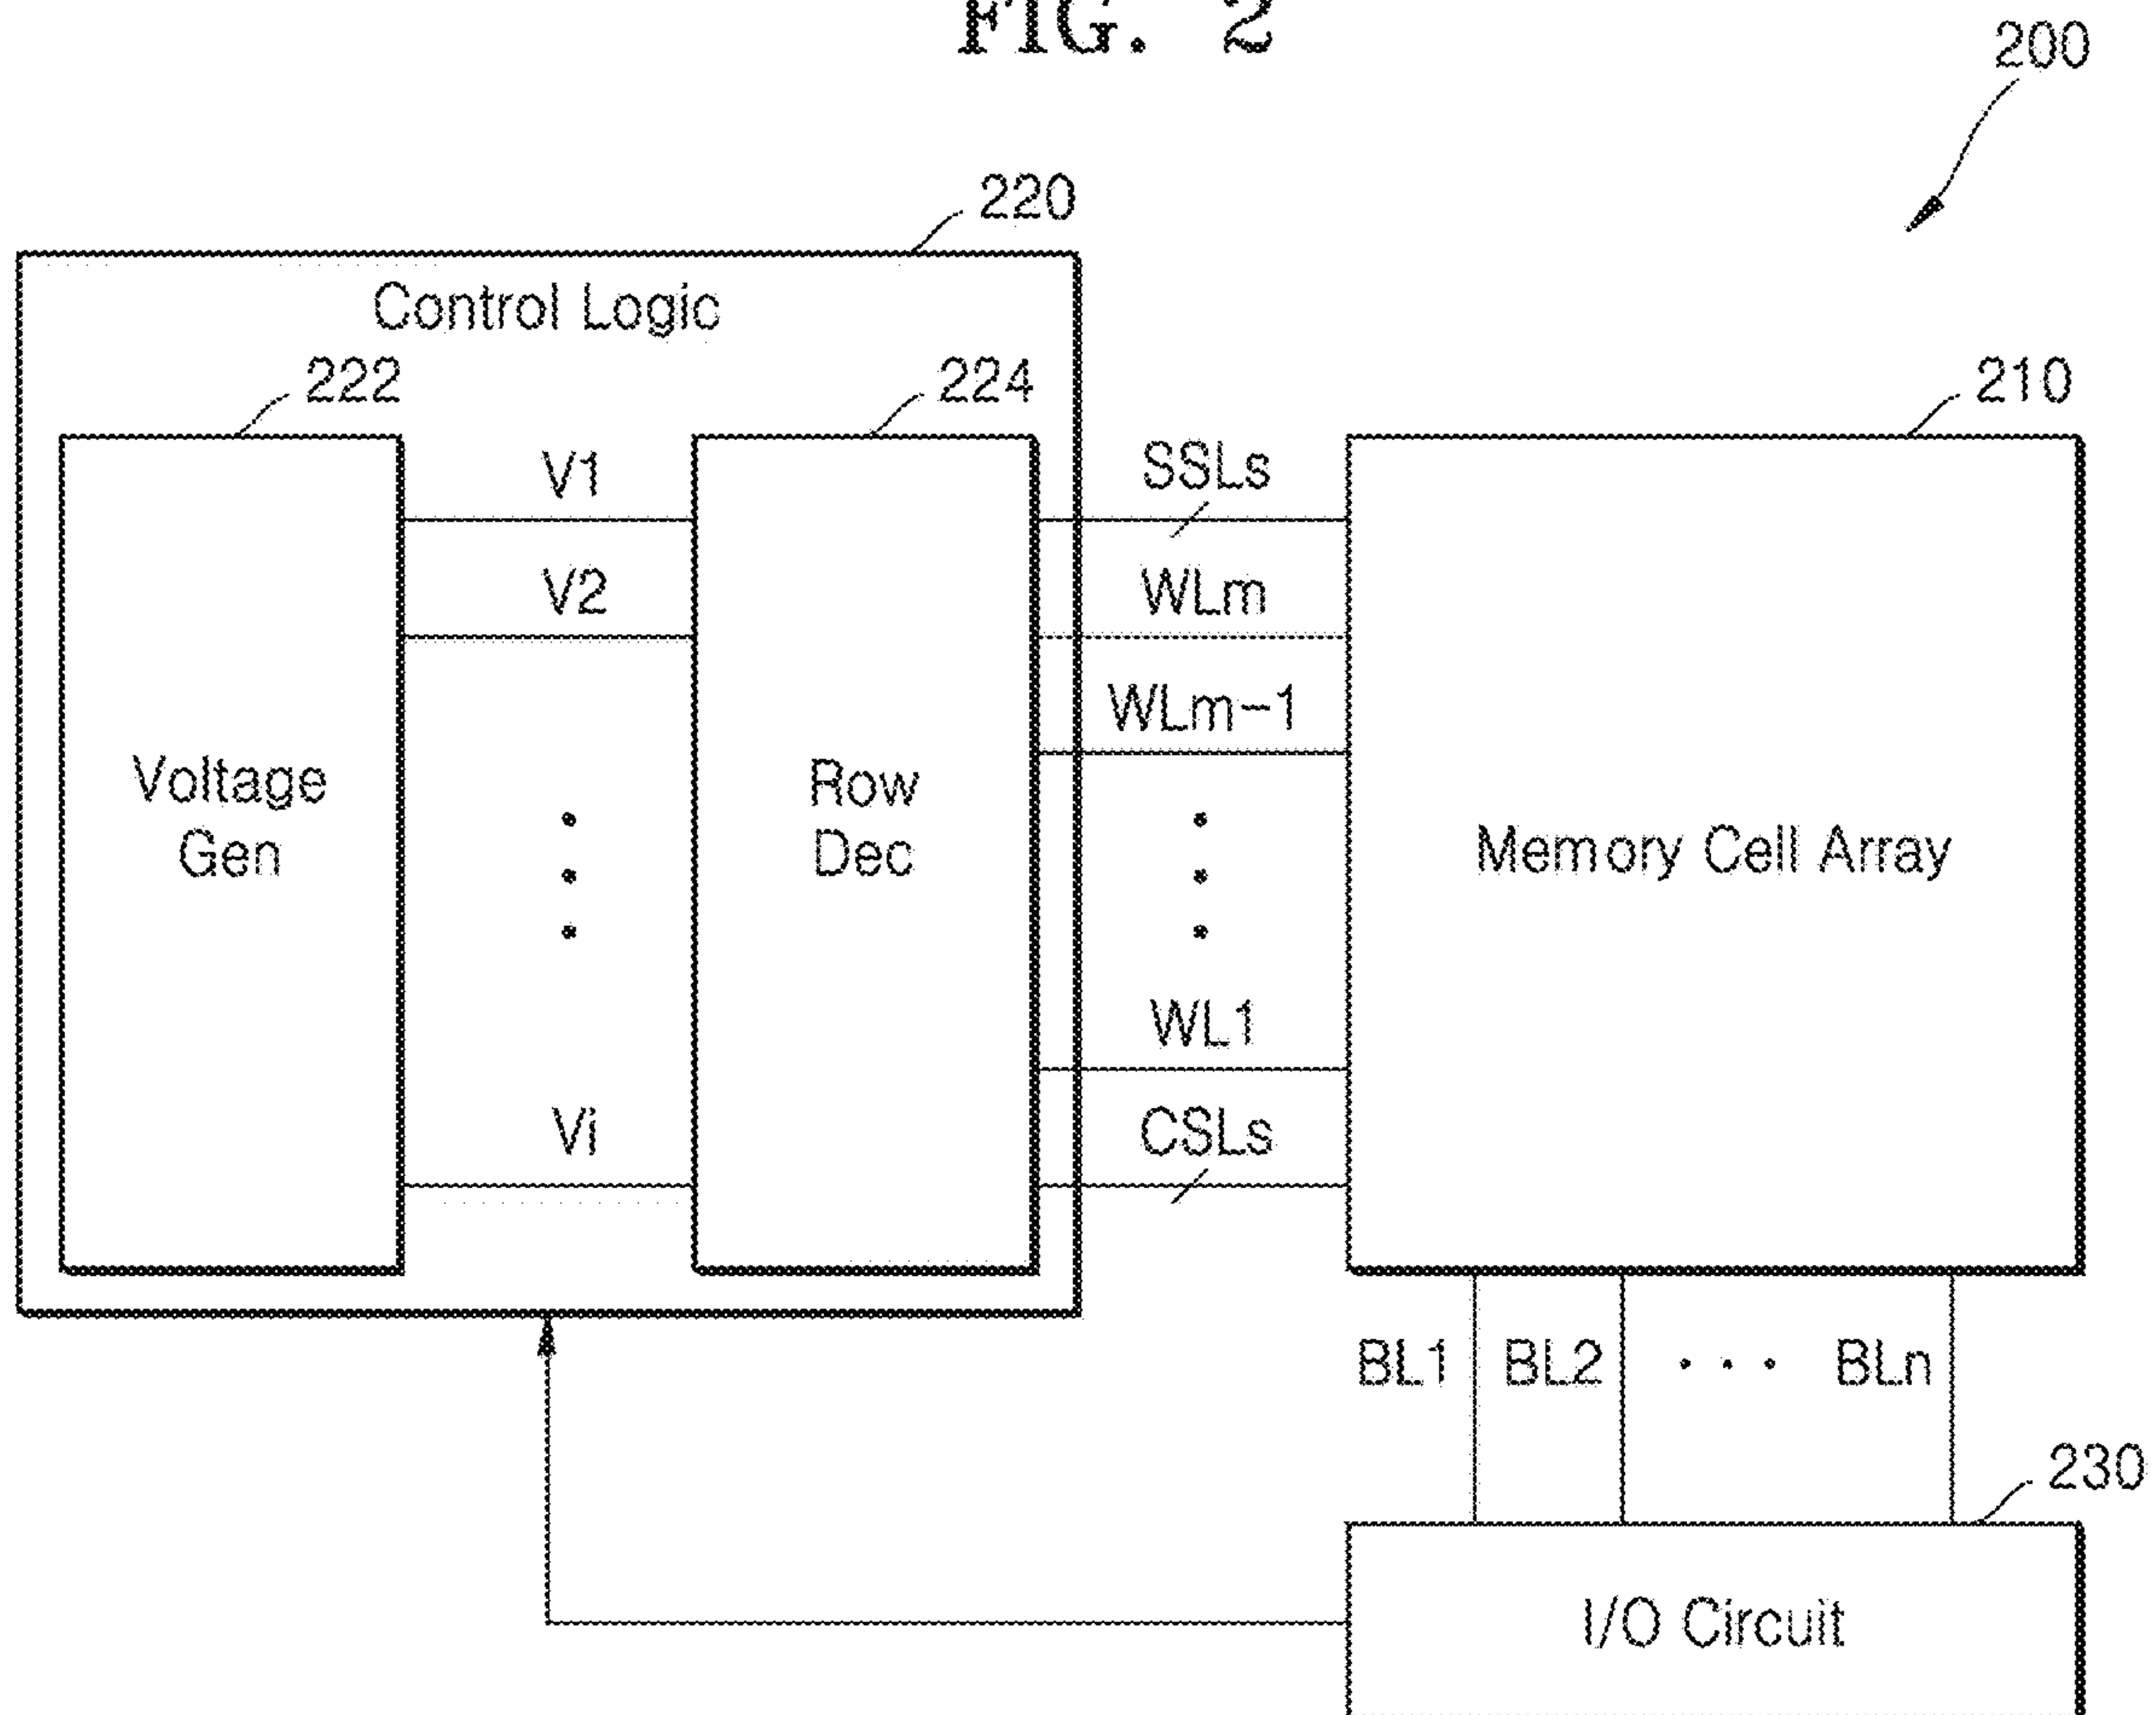 FIG. 2
200
220
Control Logic
222
224
210
V1
SSLs
V2
WLm
WLm-1
Voltage
Gen
Row
Dec
Memory Cell Array
WL1
Vi
CSLs
BL1 BL2 ... BLn
230
I/O Circuit